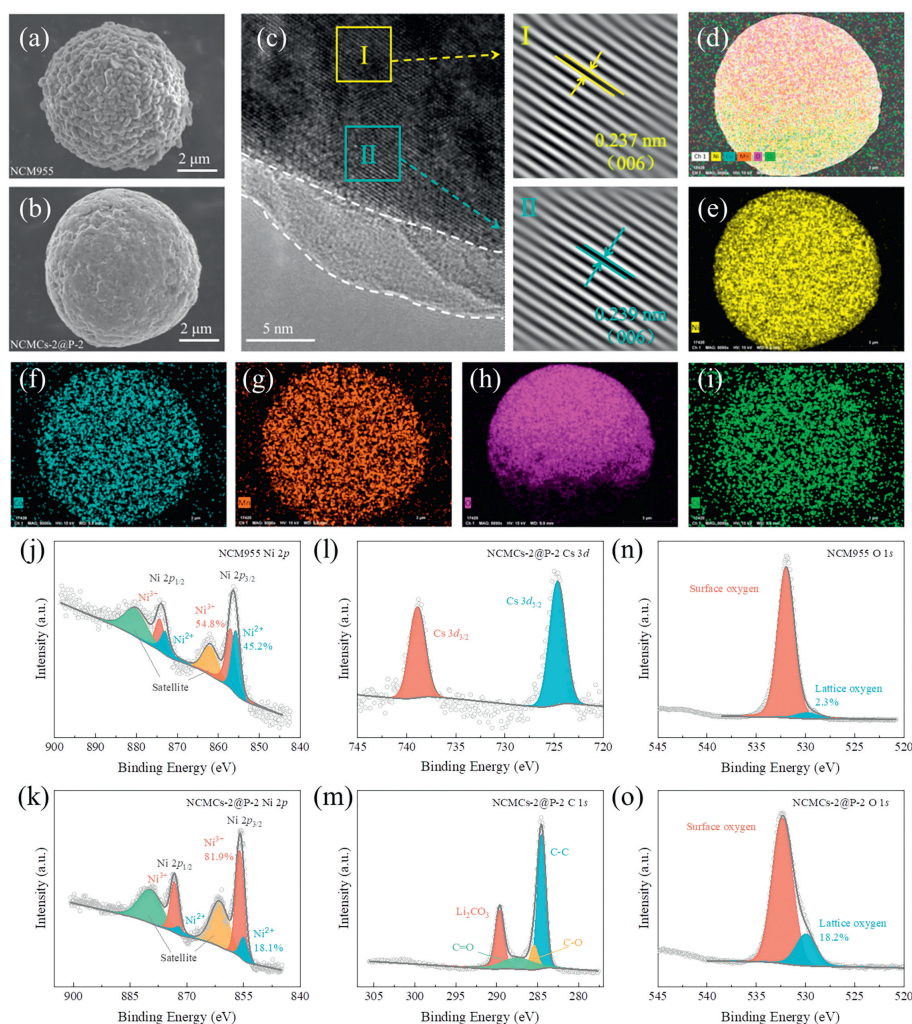 (a)
NCM955
2 μm
(b)
NCMCs-2@P-2
2 μm
(c)
I
II
5 nm
I
0.237 nm
(006)
II
0.239 nm
(006)
(d)
Ch 1
Ni
Mn
O
(e)
Ni
(f)
(g)
Mn
(h)
O
(i)
(j)
NCM955 Ni 2p
Ni 2p1/2
Ni 2p3/2
Ni3+
Ni3+
54.8%
Ni2+
Ni2+
45.2%
Satellite
Intensity (a.u.)
900 890 880 870 860 850 840
Binding Energy (eV)
(l)
NCMCs-2@P-2 Cs 3d
Cs 3d5/2
Cs 3d3/2
Intensity (a.u.)
745 740 735 730 725 720
Binding Energy (eV)
(n)
NCM955 O 1s
Surface oxygen
Lattice oxygen
2.3%
Intensity (a.u.)
545 540 535 530 525 520
Binding Energy (eV)
(k)
NCMCs-2@P-2 Ni 2p
Ni 2p3/2
Ni3+
81.9%
Ni 2p1/2
Ni3+
Ni2+
Ni2+
18.1%
Satellite
Intensity (a.u.)
900 885 870 855 840
Binding Energy (eV)
(m)
NCMCs-2@P-2 C 1s
C-C
Li2CO3
C=O
C-O
Intensity (a.u.)
305 300 295 290 285 280
Binding Energy (eV)
(o)
NCMCs-2@P-2 O 1s
Surface oxygen
Lattice oxygen
18.2%
Intensity (a.u.)
545 540 535 530 525 520
Binding Energy (eV)